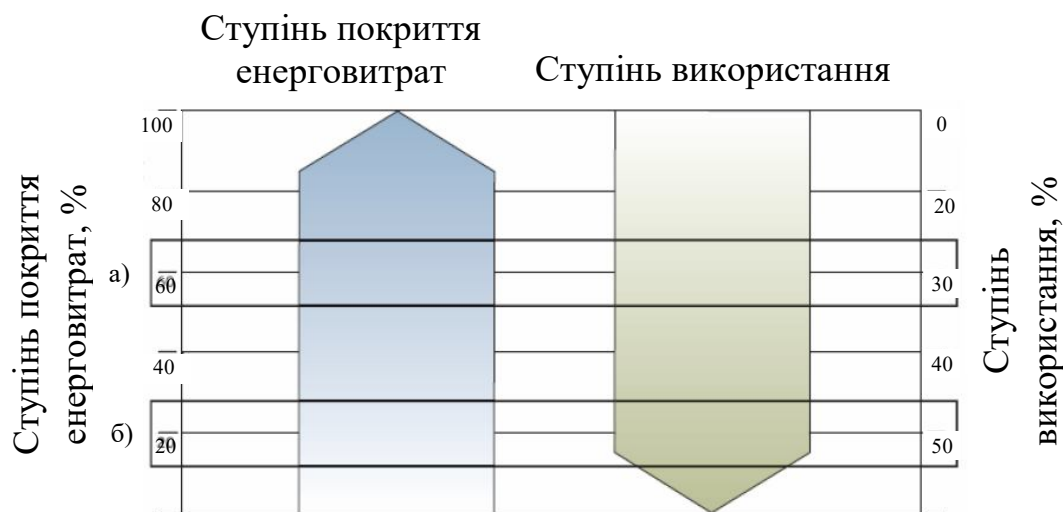 Ступінь покриття
енерговитрат
Ступінь використання
Ступінь покриття
енерговитрат, %
100
80
а)
60
40
б)
20
0
20
30
40
50
Ступінь
використання, %